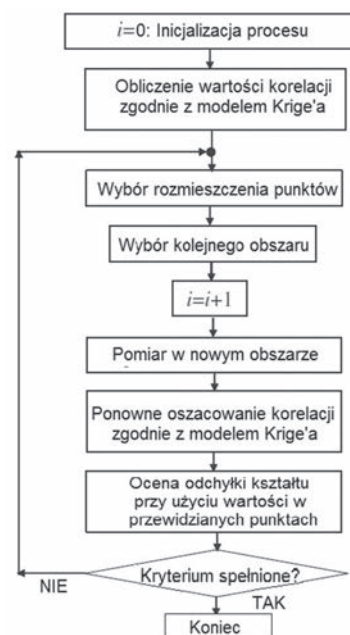 i=0: Inicjalizacja procesu
Obliczenie wartości korelacji
zgodnie z modelem Krige'a
Wybór rozmieszczenia punktów
Wybór kolejnego obszaru
i=i+1
Pomiar w nowym obszarze
Ponowne oszacowanie korelacji
zgodnie z modelem Krige'a
Ocena odchyłki kształtu
przy użyciu wartości w
przewidzianych punktach
Kryterium spełnione?
NIE
TAK
Koniec